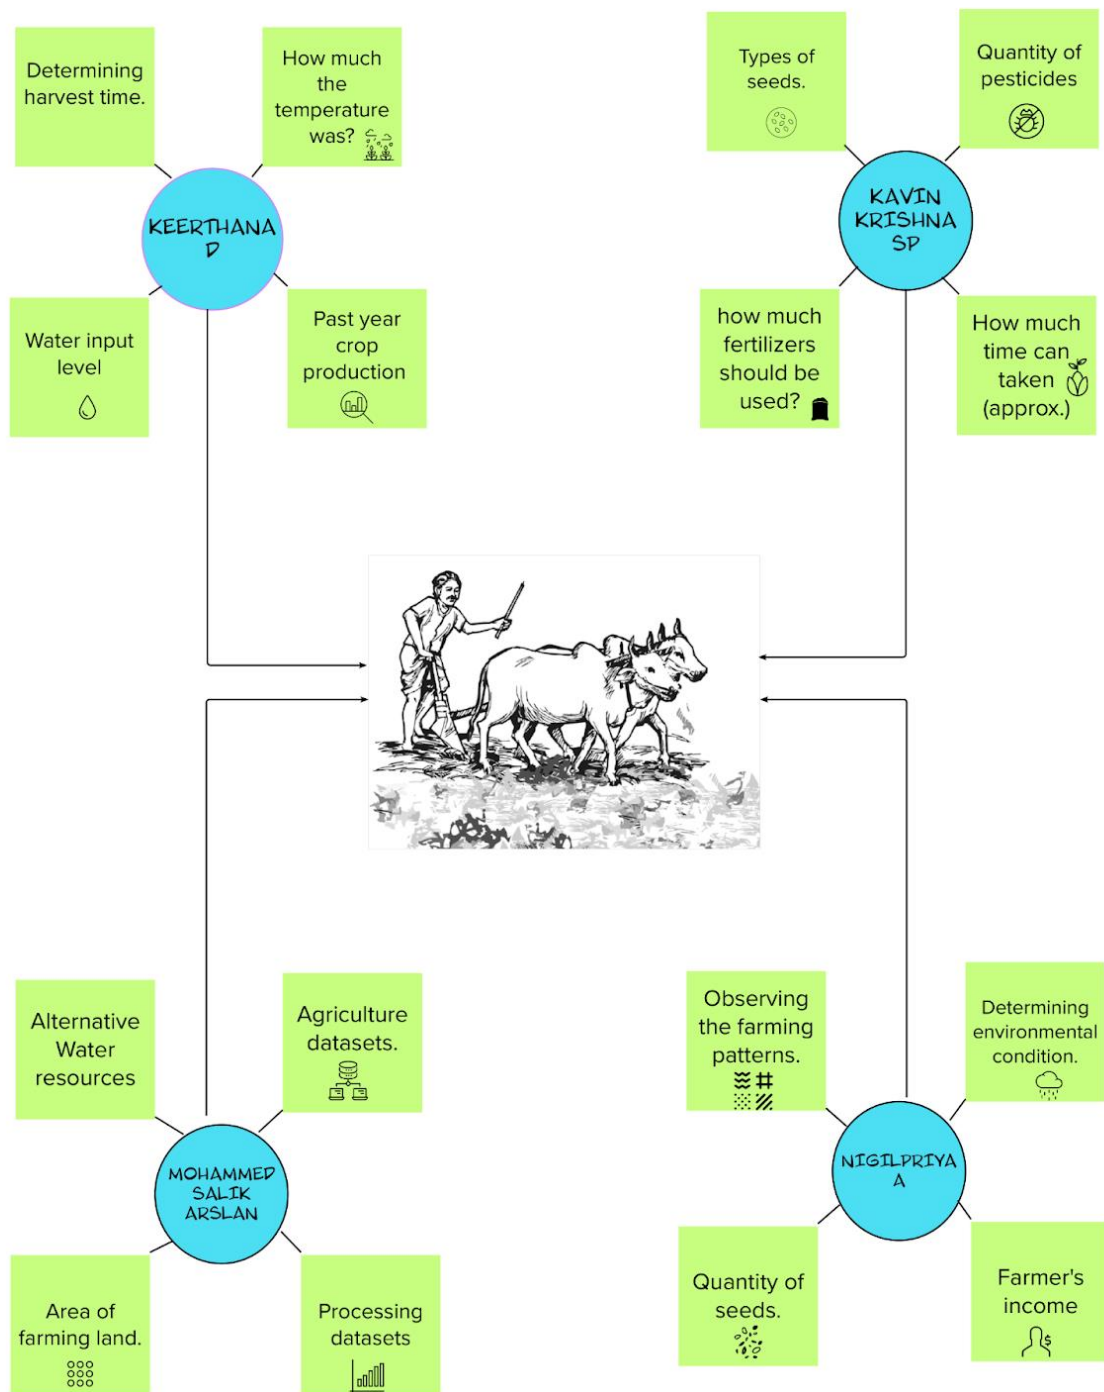 Determining
harvest time.
How much
the
temperature
was?
KEERTHANA
D
Water input
level
Past year
crop
production
Types of
seeds.
Quantity of
pesticides
KAVIN
KRISHNA
SP
how much
fertilizers
should be
used?
How much
time can
taken
(approx.)
Alternative
Water
resources
Agriculture
datasets.
MOHAMMED
SALIK
ARSLAN
Area of
farming land.
Processing
datasets
Observing
the farming
patterns.
Determining
environmental
condition.
NIGILPRIYA
A
Quantity of
seeds.
Farmer's
income